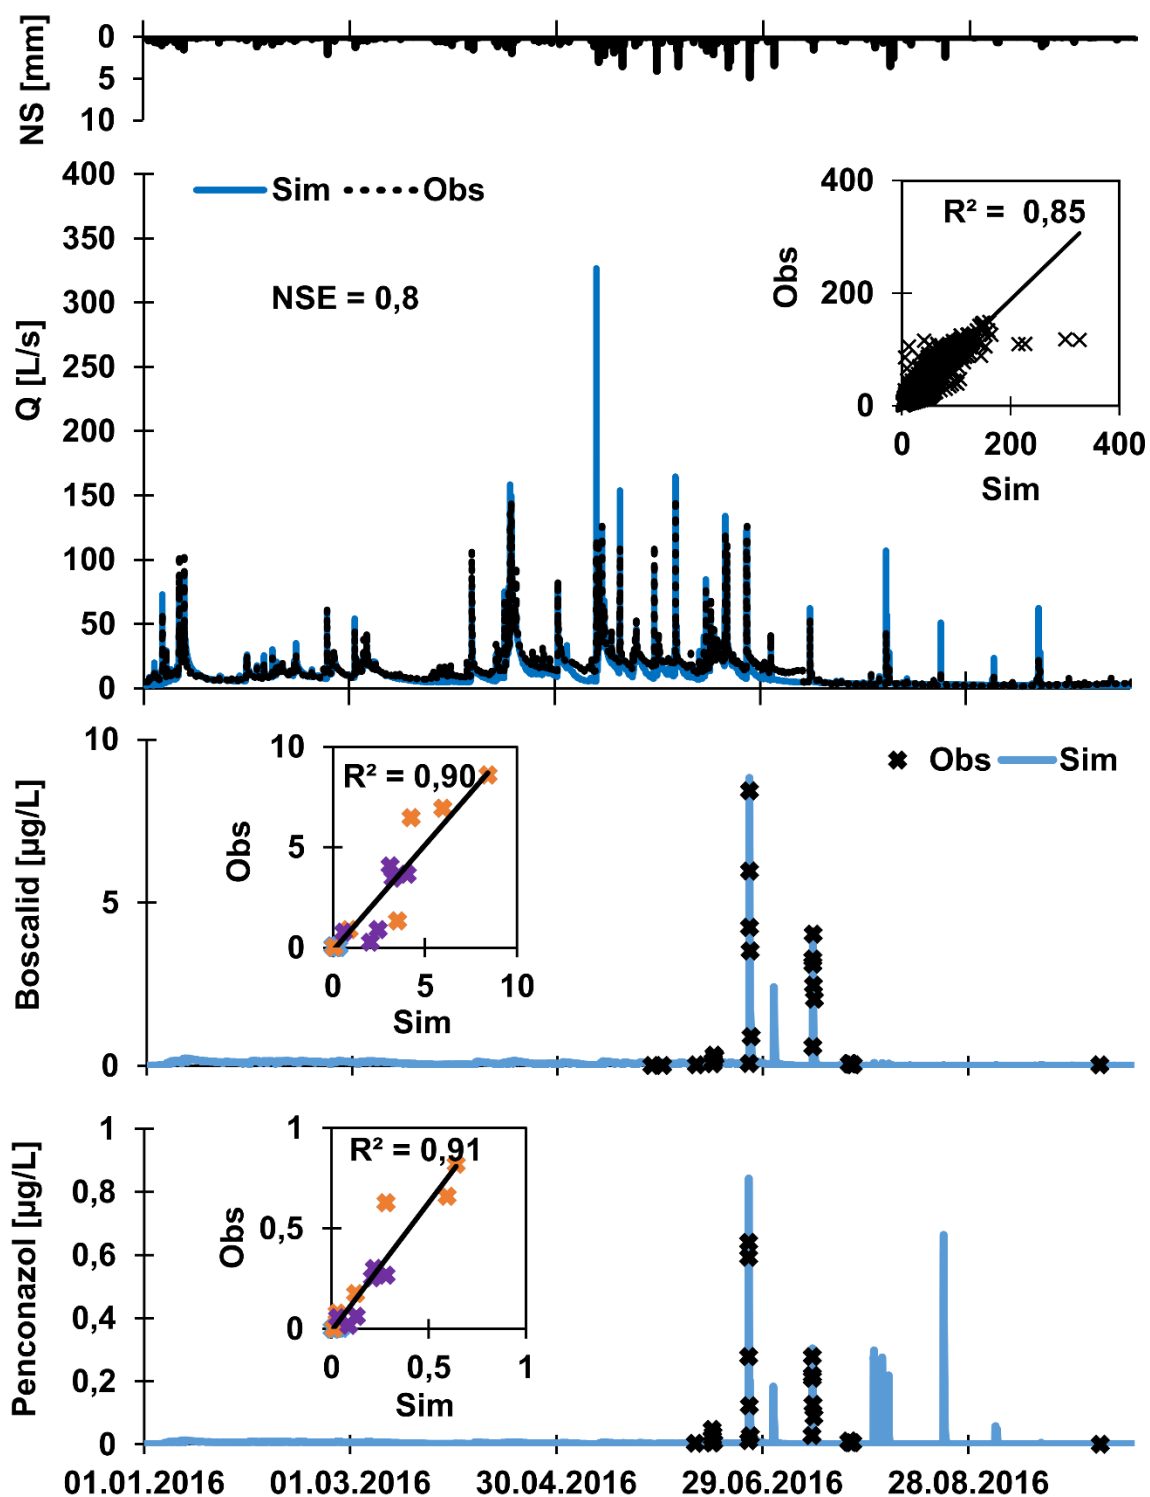 NS [mm]
0
5
10
Q [L/s]
400
350
300
250
200
150
100
50
0
Sim Obs
NSE = 0,8
R² = 0,85
Obs
400
200
0
0 200 400
Sim
Boscalid [µg/L]
10
5
0
R² = 0,90
Obs
10
5
0
0 5 10
Sim
Obs Sim
Penconazol [µg/L]
1
0,8
0,6
0,4
0,2
0
R² = 0,91
Obs
1
0,5
0
0 0,5 1
Sim
01.01.2016 01.03.2016 30.04.2016 29.06.2016 28.08.2016